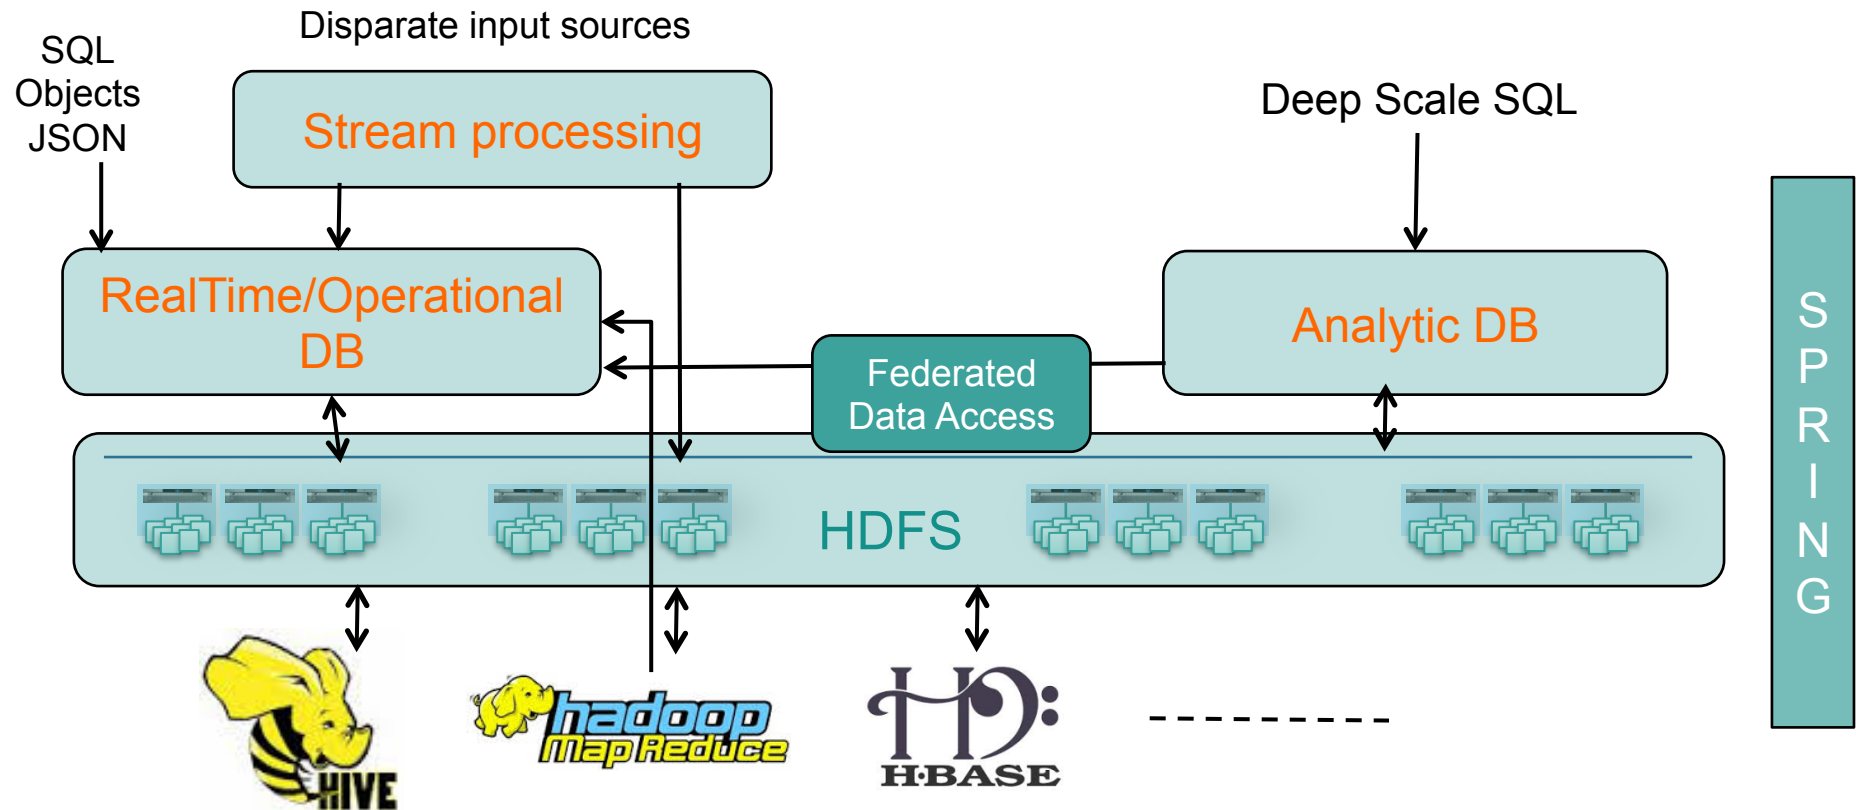 Disparate input sources
SQL
Objects
JSON
Stream processing
Deep Scale SQL
RealTime/Operational
DB
Analytic DB
Federated
Data Access
HDFS
HIVE
hadoop
Map Reduce
H·BASE
S
P
R
I
N
G